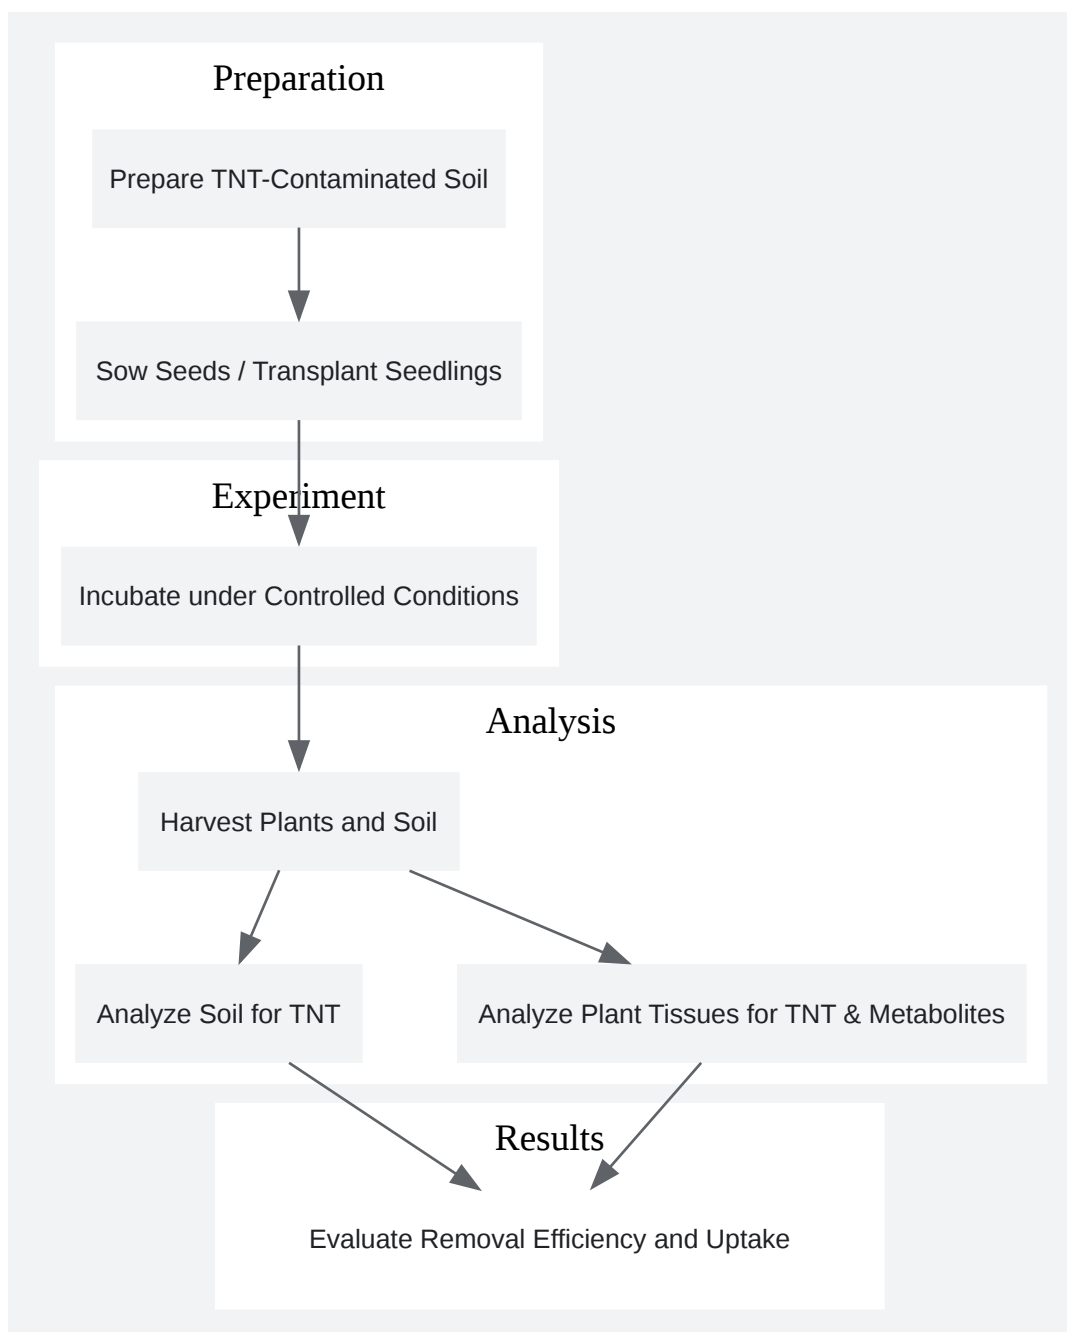 Preparation
Prepare TNT-Contaminated Soil
Sow Seeds / Transplant Seedlings
Experiment
Incubate under Controlled Conditions
Analysis
Harvest Plants and Soil
Analyze Soil for TNT
Analyze Plant Tissues for TNT & Metabolites
Results
Evaluate Removal Efficiency and Uptake